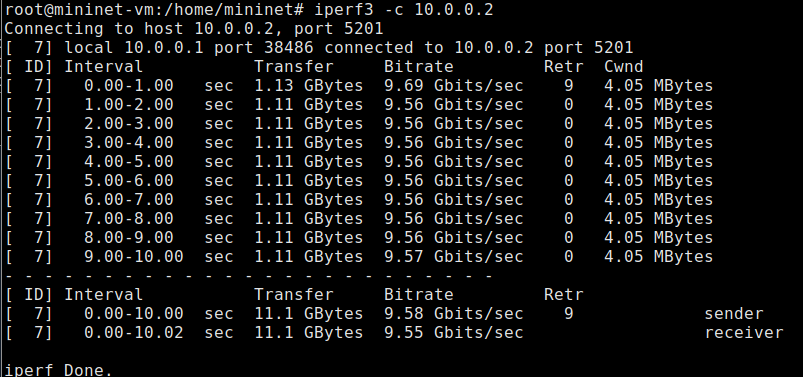 root@mininet-vm:/home/mininet# iperf3 -c 10.0.0.2
Connecting to host 10.0.0.2, port 5201
[  7] local 10.0.0.1 port 38486 connected to 10.0.0.2 port 5201
[ ID] Interval           Transfer     Bitrate         Retr  Cwnd
[  7]   0.00-1.00   sec  1.13 GBytes  9.69 Gbits/sec    9   4.05 MBytes
[  7]   1.00-2.00   sec  1.11 GBytes  9.56 Gbits/sec    0   4.05 MBytes
[  7]   2.00-3.00   sec  1.11 GBytes  9.56 Gbits/sec    0   4.05 MBytes
[  7]   3.00-4.00   sec  1.11 GBytes  9.56 Gbits/sec    0   4.05 MBytes
[  7]   4.00-5.00   sec  1.11 GBytes  9.56 Gbits/sec    0   4.05 MBytes
[  7]   5.00-6.00   sec  1.11 GBytes  9.56 Gbits/sec    0   4.05 MBytes
[  7]   6.00-7.00   sec  1.11 GBytes  9.56 Gbits/sec    0   4.05 MBytes
[  7]   7.00-8.00   sec  1.11 GBytes  9.56 Gbits/sec    0   4.05 MBytes
[  7]   8.00-9.00   sec  1.11 GBytes  9.56 Gbits/sec    0   4.05 MBytes
[  7]   9.00-10.00  sec  1.11 GBytes  9.57 Gbits/sec    0   4.05 MBytes
- - - - - - - - - - - - - - - - - - - - - - - - -
[ ID] Interval           Transfer     Bitrate         Retr
[  7]   0.00-10.00  sec  11.1 GBytes  9.58 Gbits/sec    9             sender
[  7]   0.00-10.02  sec  11.1 GBytes  9.55 Gbits/sec                  receiver
iperf Done.